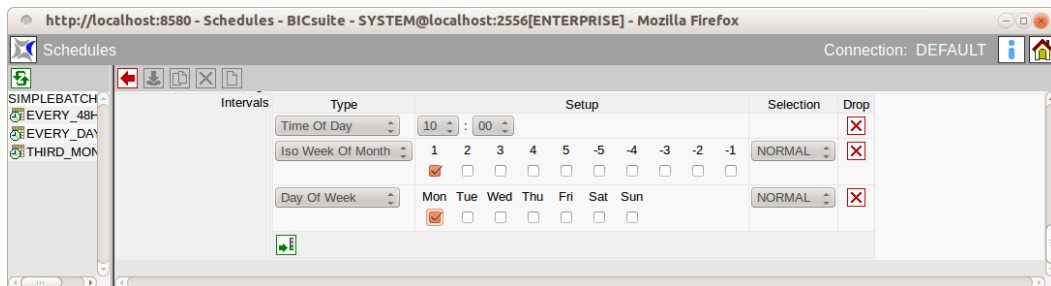 http://localhost:8580 - Schedules - BICsuite - SYSTEM@localhost:2556[ENTERPRISE] - Mozilla Firefox
Schedules Connection: DEFAULT
SIMPLEBATCH
EVERY_48H
EVERY_DAY
THIRD_MON
Intervals Type Setup Selection Drop
Time Of Day 10 : 00
Iso Week Of Month 1 2 3 4 5 -5 -4 -3 -2 -1 NORMAL
Day Of Week Mon Tue Wed Thu Fri Sat Sun NORMAL